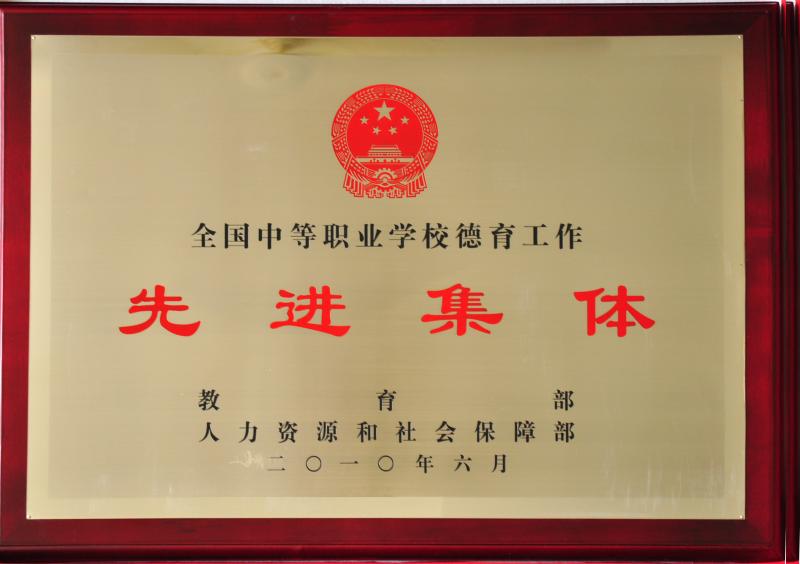 全国中等职业学校德育工作
先进集体
教育部
人力资源和社会保障部
二〇一〇年六月